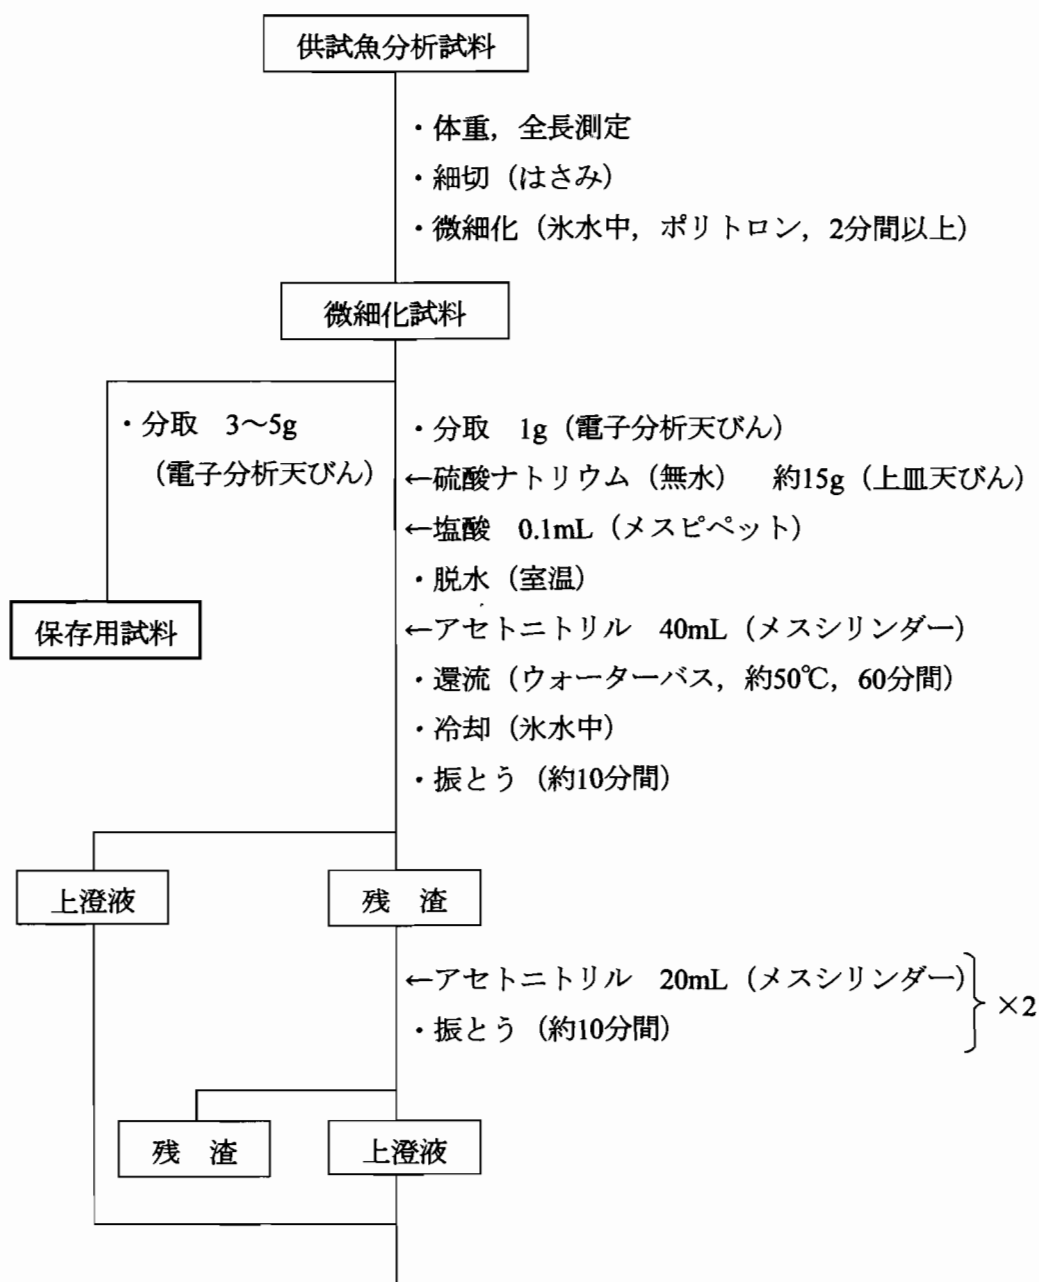 供試魚分析試料
・体重，全長測定
・細切（はさみ）
・微細化（氷水中，ポリトロン，2分間以上）
微細化試料
・分取　3〜5g
（電子分析天びん）
・分取　1g（電子分析天びん）
←硫酸ナトリウム（無水）　約15g（上皿天びん）
←塩酸　0.1mL（メスピペット）
・脱水（室温）
保存用試料
←アセトニトリル　40mL（メスシリンダー）
・還流（ウォーターバス，約50℃，60分間）
・冷却（氷水中）
・振とう（約10分間）
上澄液
残　渣
←アセトニトリル　20mL（メスシリンダー）
・振とう（約10分間）
×2
残　渣
上澄液